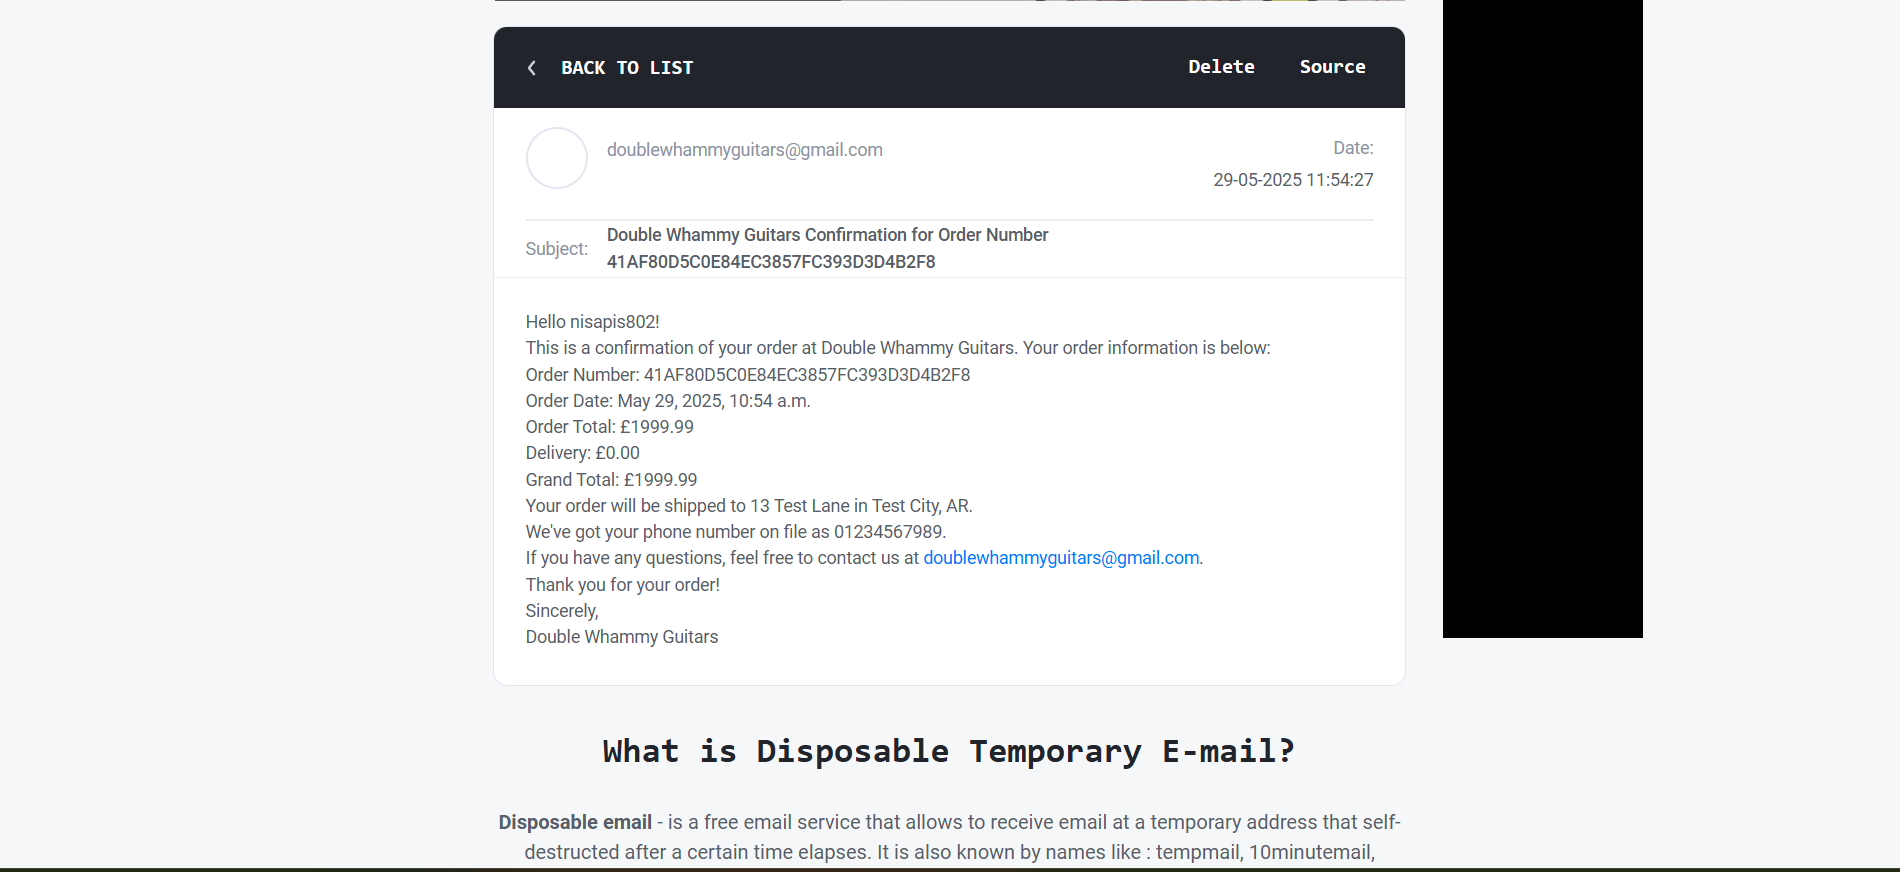 BACK TO LIST
Delete
Source
doublewhammyguitars@gmail.com
Date:
29-05-2025 11:54:27
Subject:
Double Whammy Guitars Confirmation for Order Number
41AF80D5C0E84EC3857FC393D3D4B2F8
Hello nisapis802!
This is a confirmation of your order at Double Whammy Guitars. Your order information is below:
Order Number: 41AF80D5C0E84EC3857FC393D3D4B2F8
Order Date: May 29, 2025, 10:54 a.m.
Order Total: £1999.99
Delivery: £0.00
Grand Total: £1999.99
Your order will be shipped to 13 Test Lane in Test City, AR.
We've got your phone number on file as 01234567989.
If you have any questions, feel free to contact us at doublewhammyguitars@gmail.com.
Thank you for your order!
Sincerely,
Double Whammy Guitars
What is Disposable Temporary E-mail?
Disposable email - is a free email service that allows to receive email at a temporary address that self-
destructed after a certain time elapses. It is also known by names like : tempmail, 10minutemail,